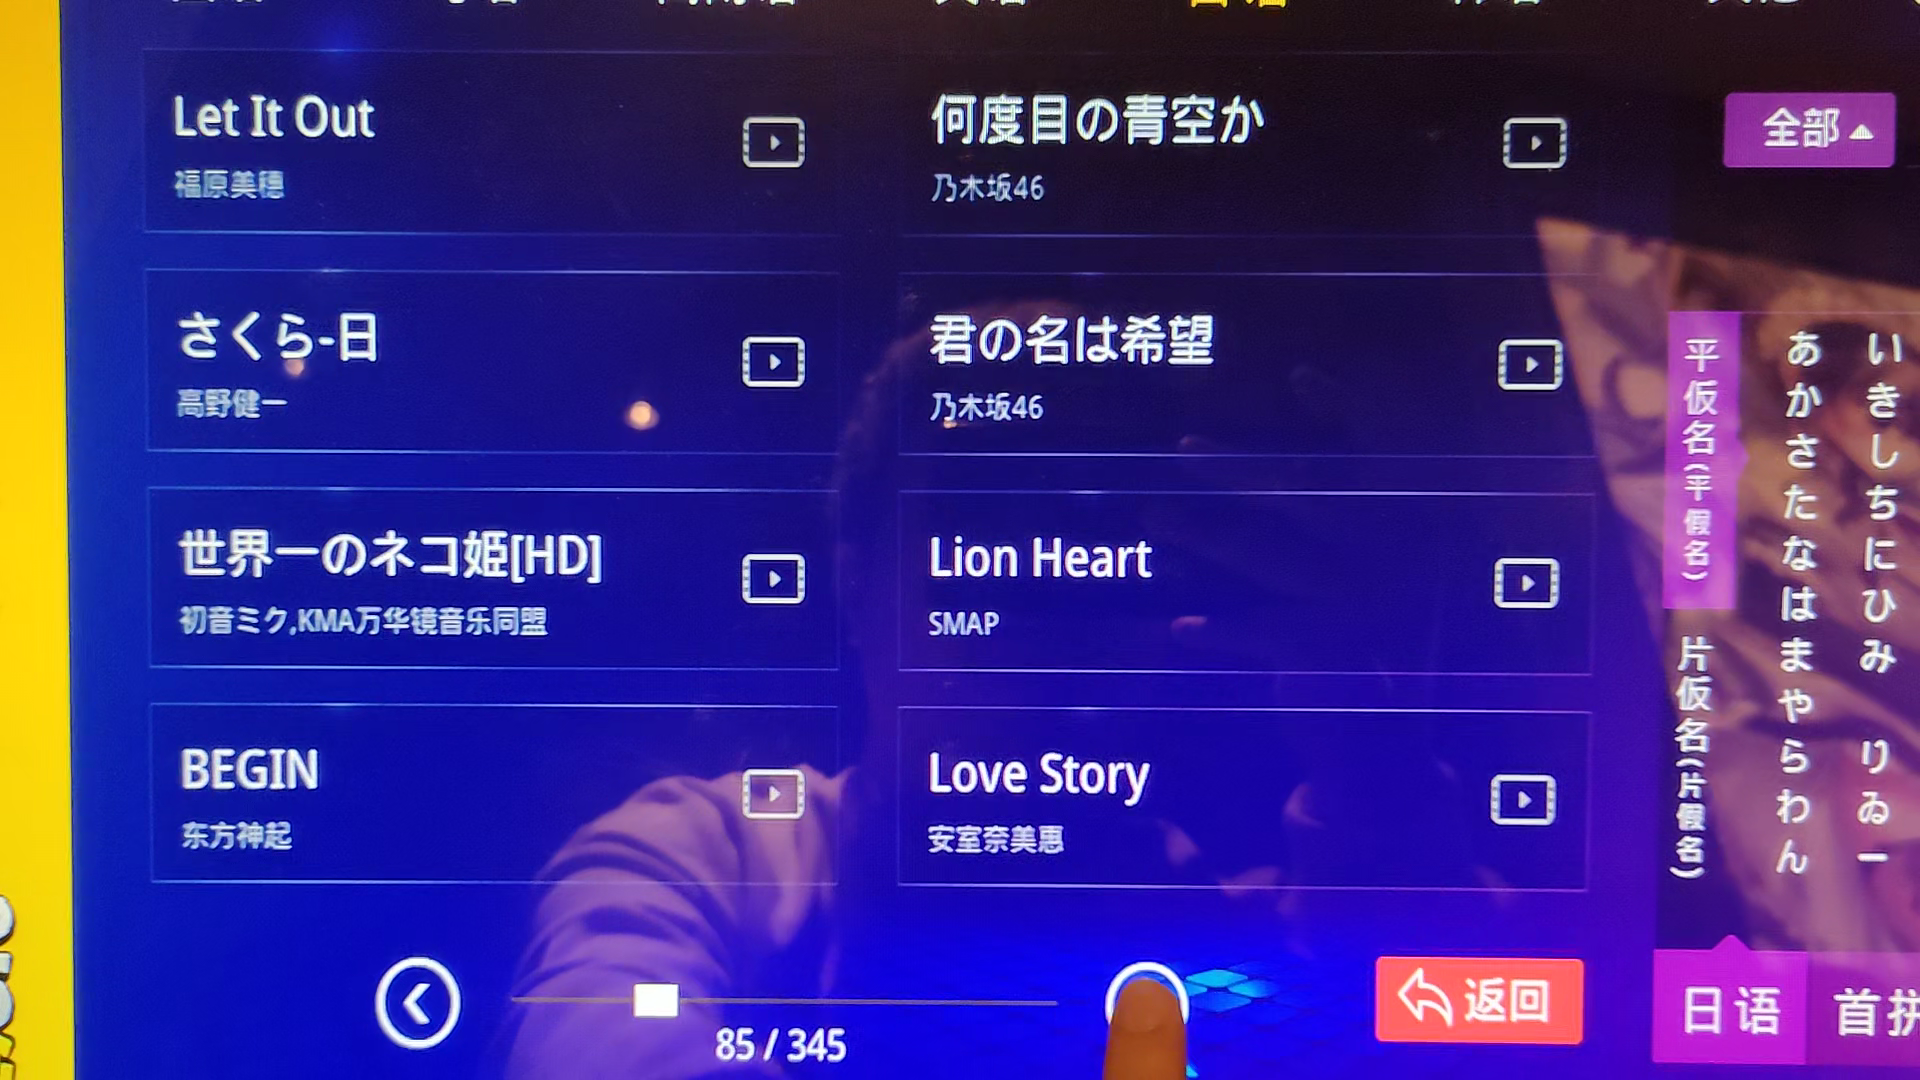 Let It Out
福原美穂
何度目の青空か
乃木坂46
さくら-日
高野健一
君の名は希望
乃木坂46
世界一のネコ姫[HD]
初音ミク,KMA万华镜音乐同盟
Lion Heart
SMAP
BEGIN
东方神起
Love Story
安室奈美惠
85 / 345
返回
全部
平仮名(平假名)
片仮名(片假名)
あかさたなはまやらわん
いきしちにひみ りゐー
日语
首拼